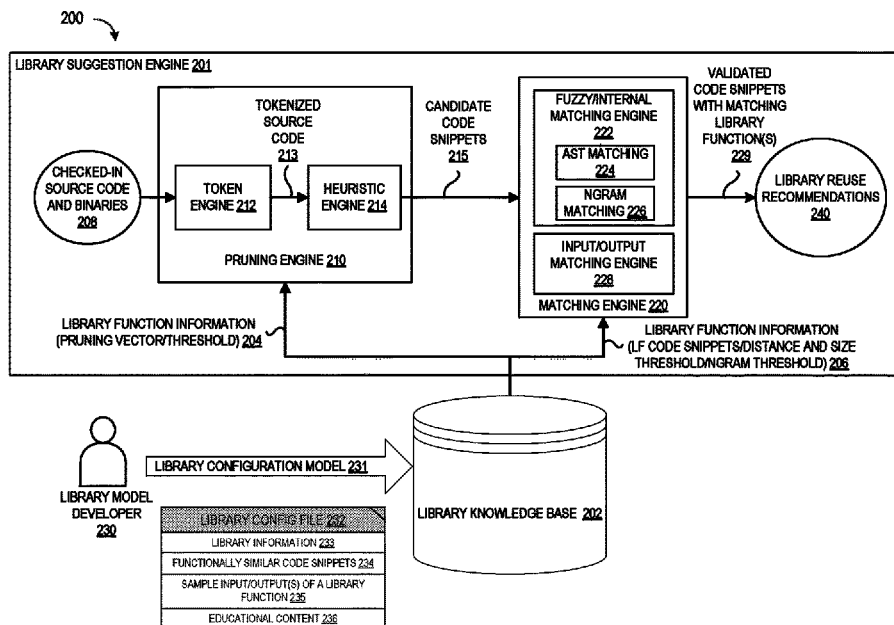 200
LIBRARY SUGGESTION ENGINE 201
TOKENIZED
SOURCE
CODE
213
CANDIDATE
CODE
SNIPPETS
215
VALIDATED
CODE SNIPPETS
WITH MATCHING
LIBRARY
FUNCTION(S)
229
CHECKED-IN
SOURCE CODE
AND BINARIES
208
TOKEN
ENGINE 212
HEURISTIC
ENGINE 214
PRUNING ENGINE 210
FUZZY/INTERNAL
MATCHING ENGINE
222
AST MATCHING
224
NGRAM
MATCHING 226
INPUT/OUTPUT
MATCHING ENGINE
228
MATCHING ENGINE 220
LIBRARY REUSE
RECOMMENDATIONS
240
LIBRARY FUNCTION INFORMATION
(PRUNING VECTOR/THRESHOLD) 204
LIBRARY FUNCTION INFORMATION
(LF CODE SNIPPETS/DISTANCE AND SIZE
THRESHOLD/NGRAM THRESHOLD) 206
LIBRARY MODEL
DEVELOPER
230
LIBRARY CONFIGURATION MODEL 231
LIBRARY KNOWLEDGE BASE 202
LIBRARY CONFIG FILE 232
LIBRARY INFORMATION 233
FUNCTIONALLY SIMILAR CODE SNIPPETS 234
SAMPLE INPUT/OUTPUT(S) OF A LIBRARY
FUNCTION
235
EDUCATIONAL CONTENT 236